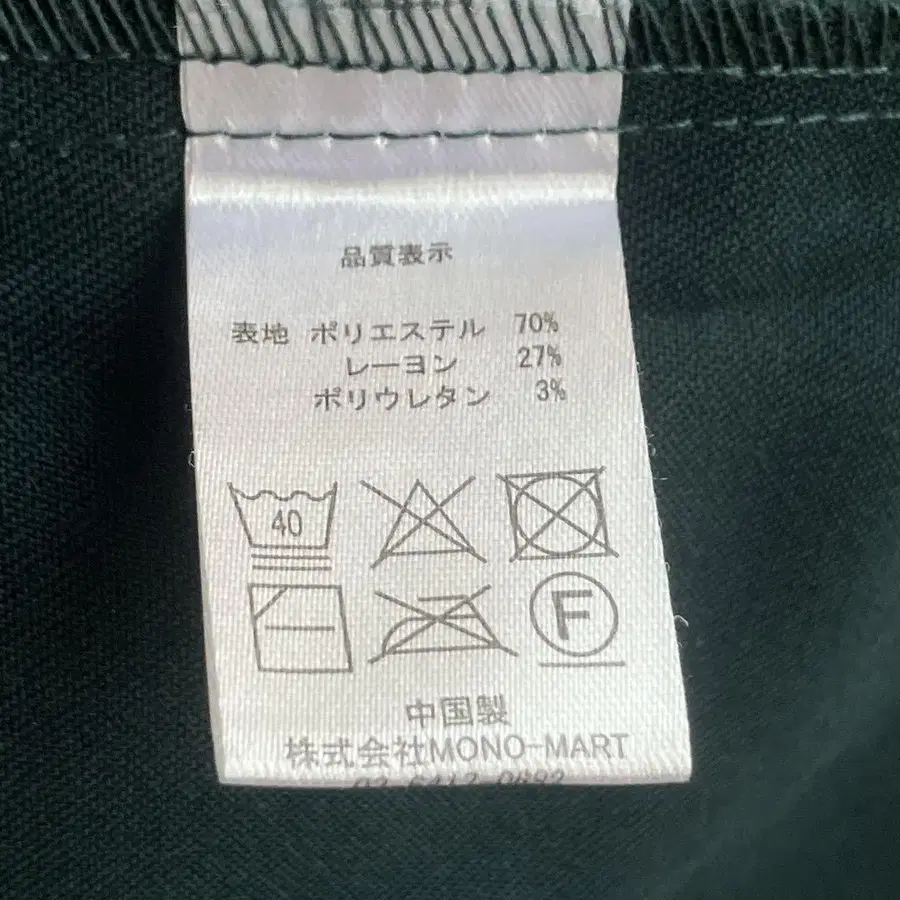 品質表示
表地 ポリエステル 70%
レーヨン 27%
ポリウレタン 3%
40
F
中国製
株式会社MONO-MART